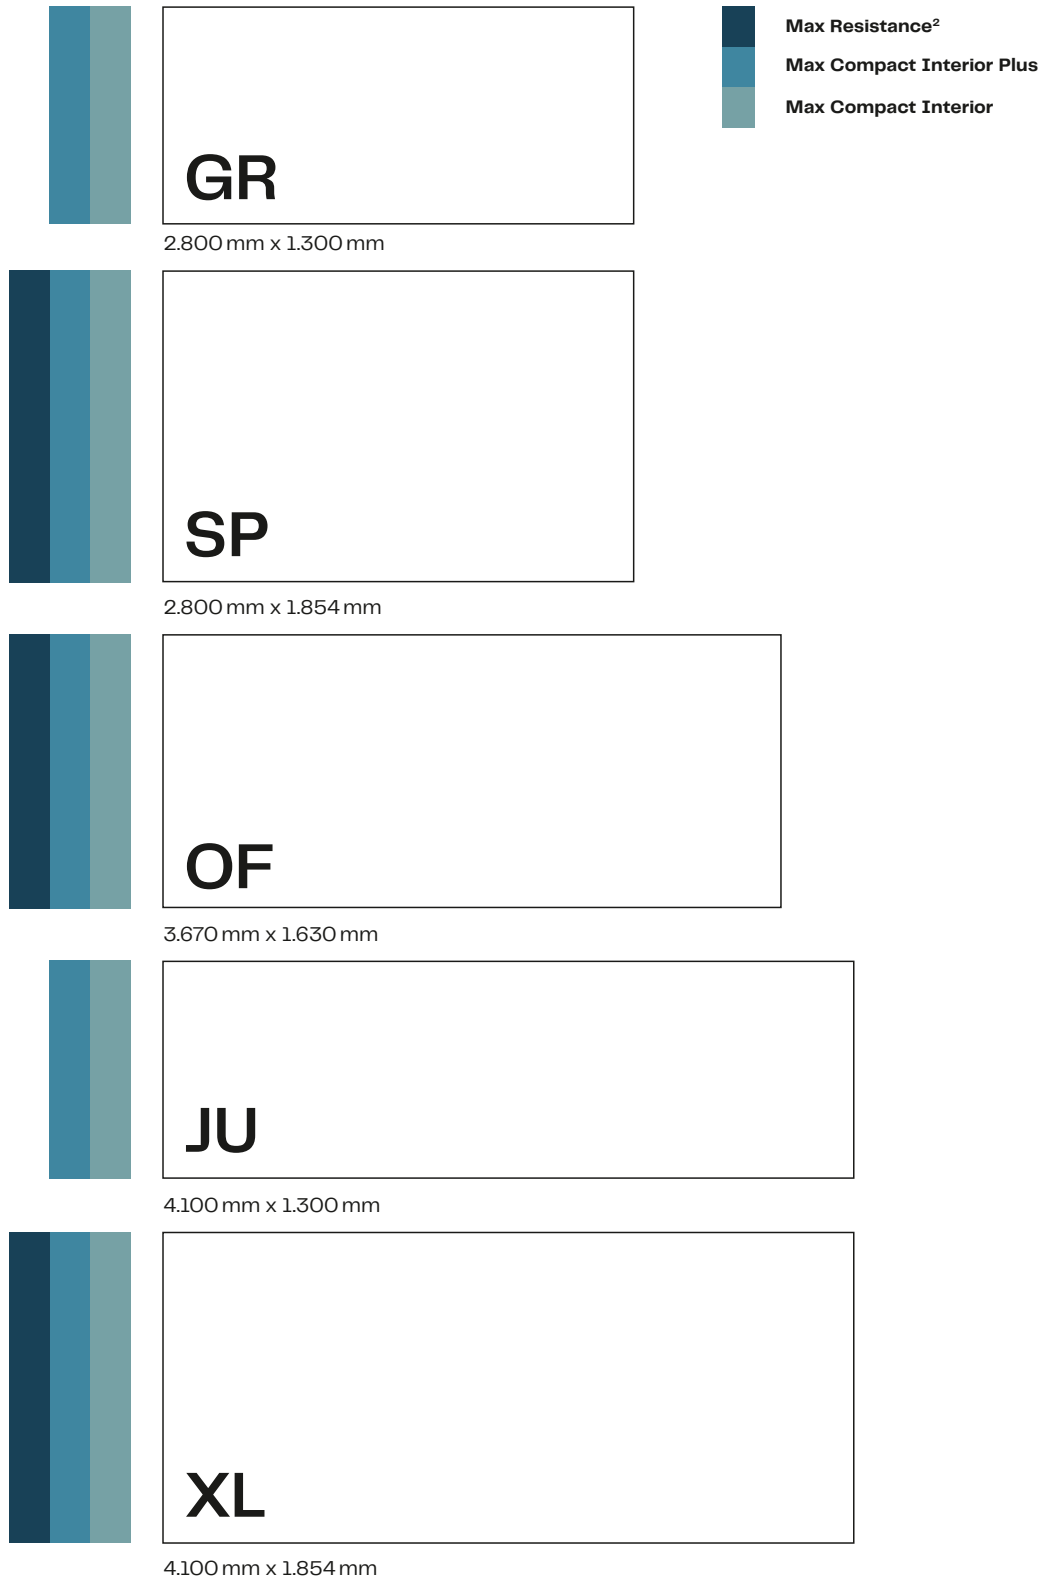 Max Resistance²
Max Compact Interior Plus
Max Compact Interior
GR
2.800 mm x 1.300 mm
SP
2.800 mm x 1.854 mm
OF
3.670 mm x 1.630 mm
JU
4.100 mm x 1.300 mm
XL
4.100 mm x 1.854 mm